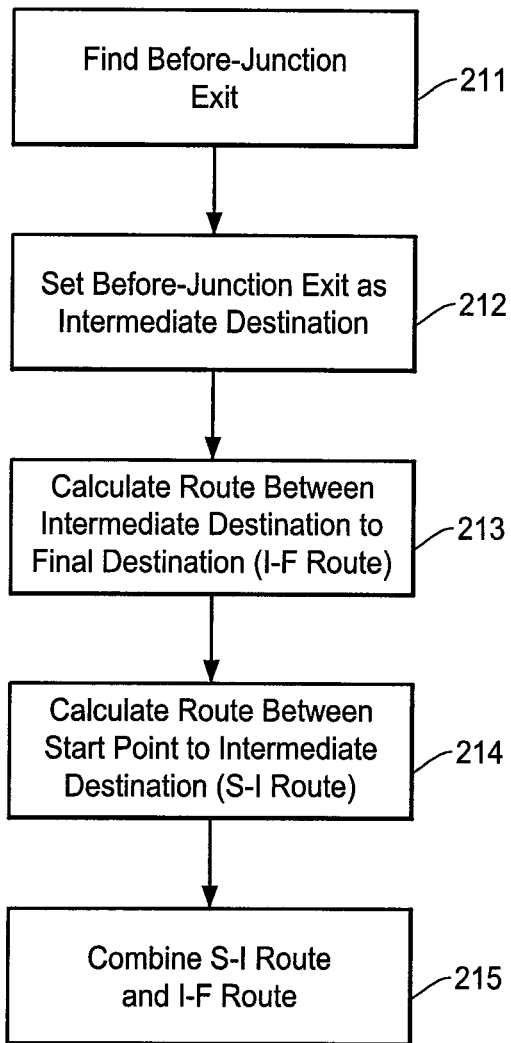 Find Before-Junction
Exit
211
Set Before-Junction Exit as
Intermediate Destination
212
Calculate Route Between
Intermediate Destination to
Final Destination (I-F Route)
213
Calculate Route Between
Start Point to Intermediate
Destination (S-I Route)
214
Combine S-I Route
and I-F Route
215